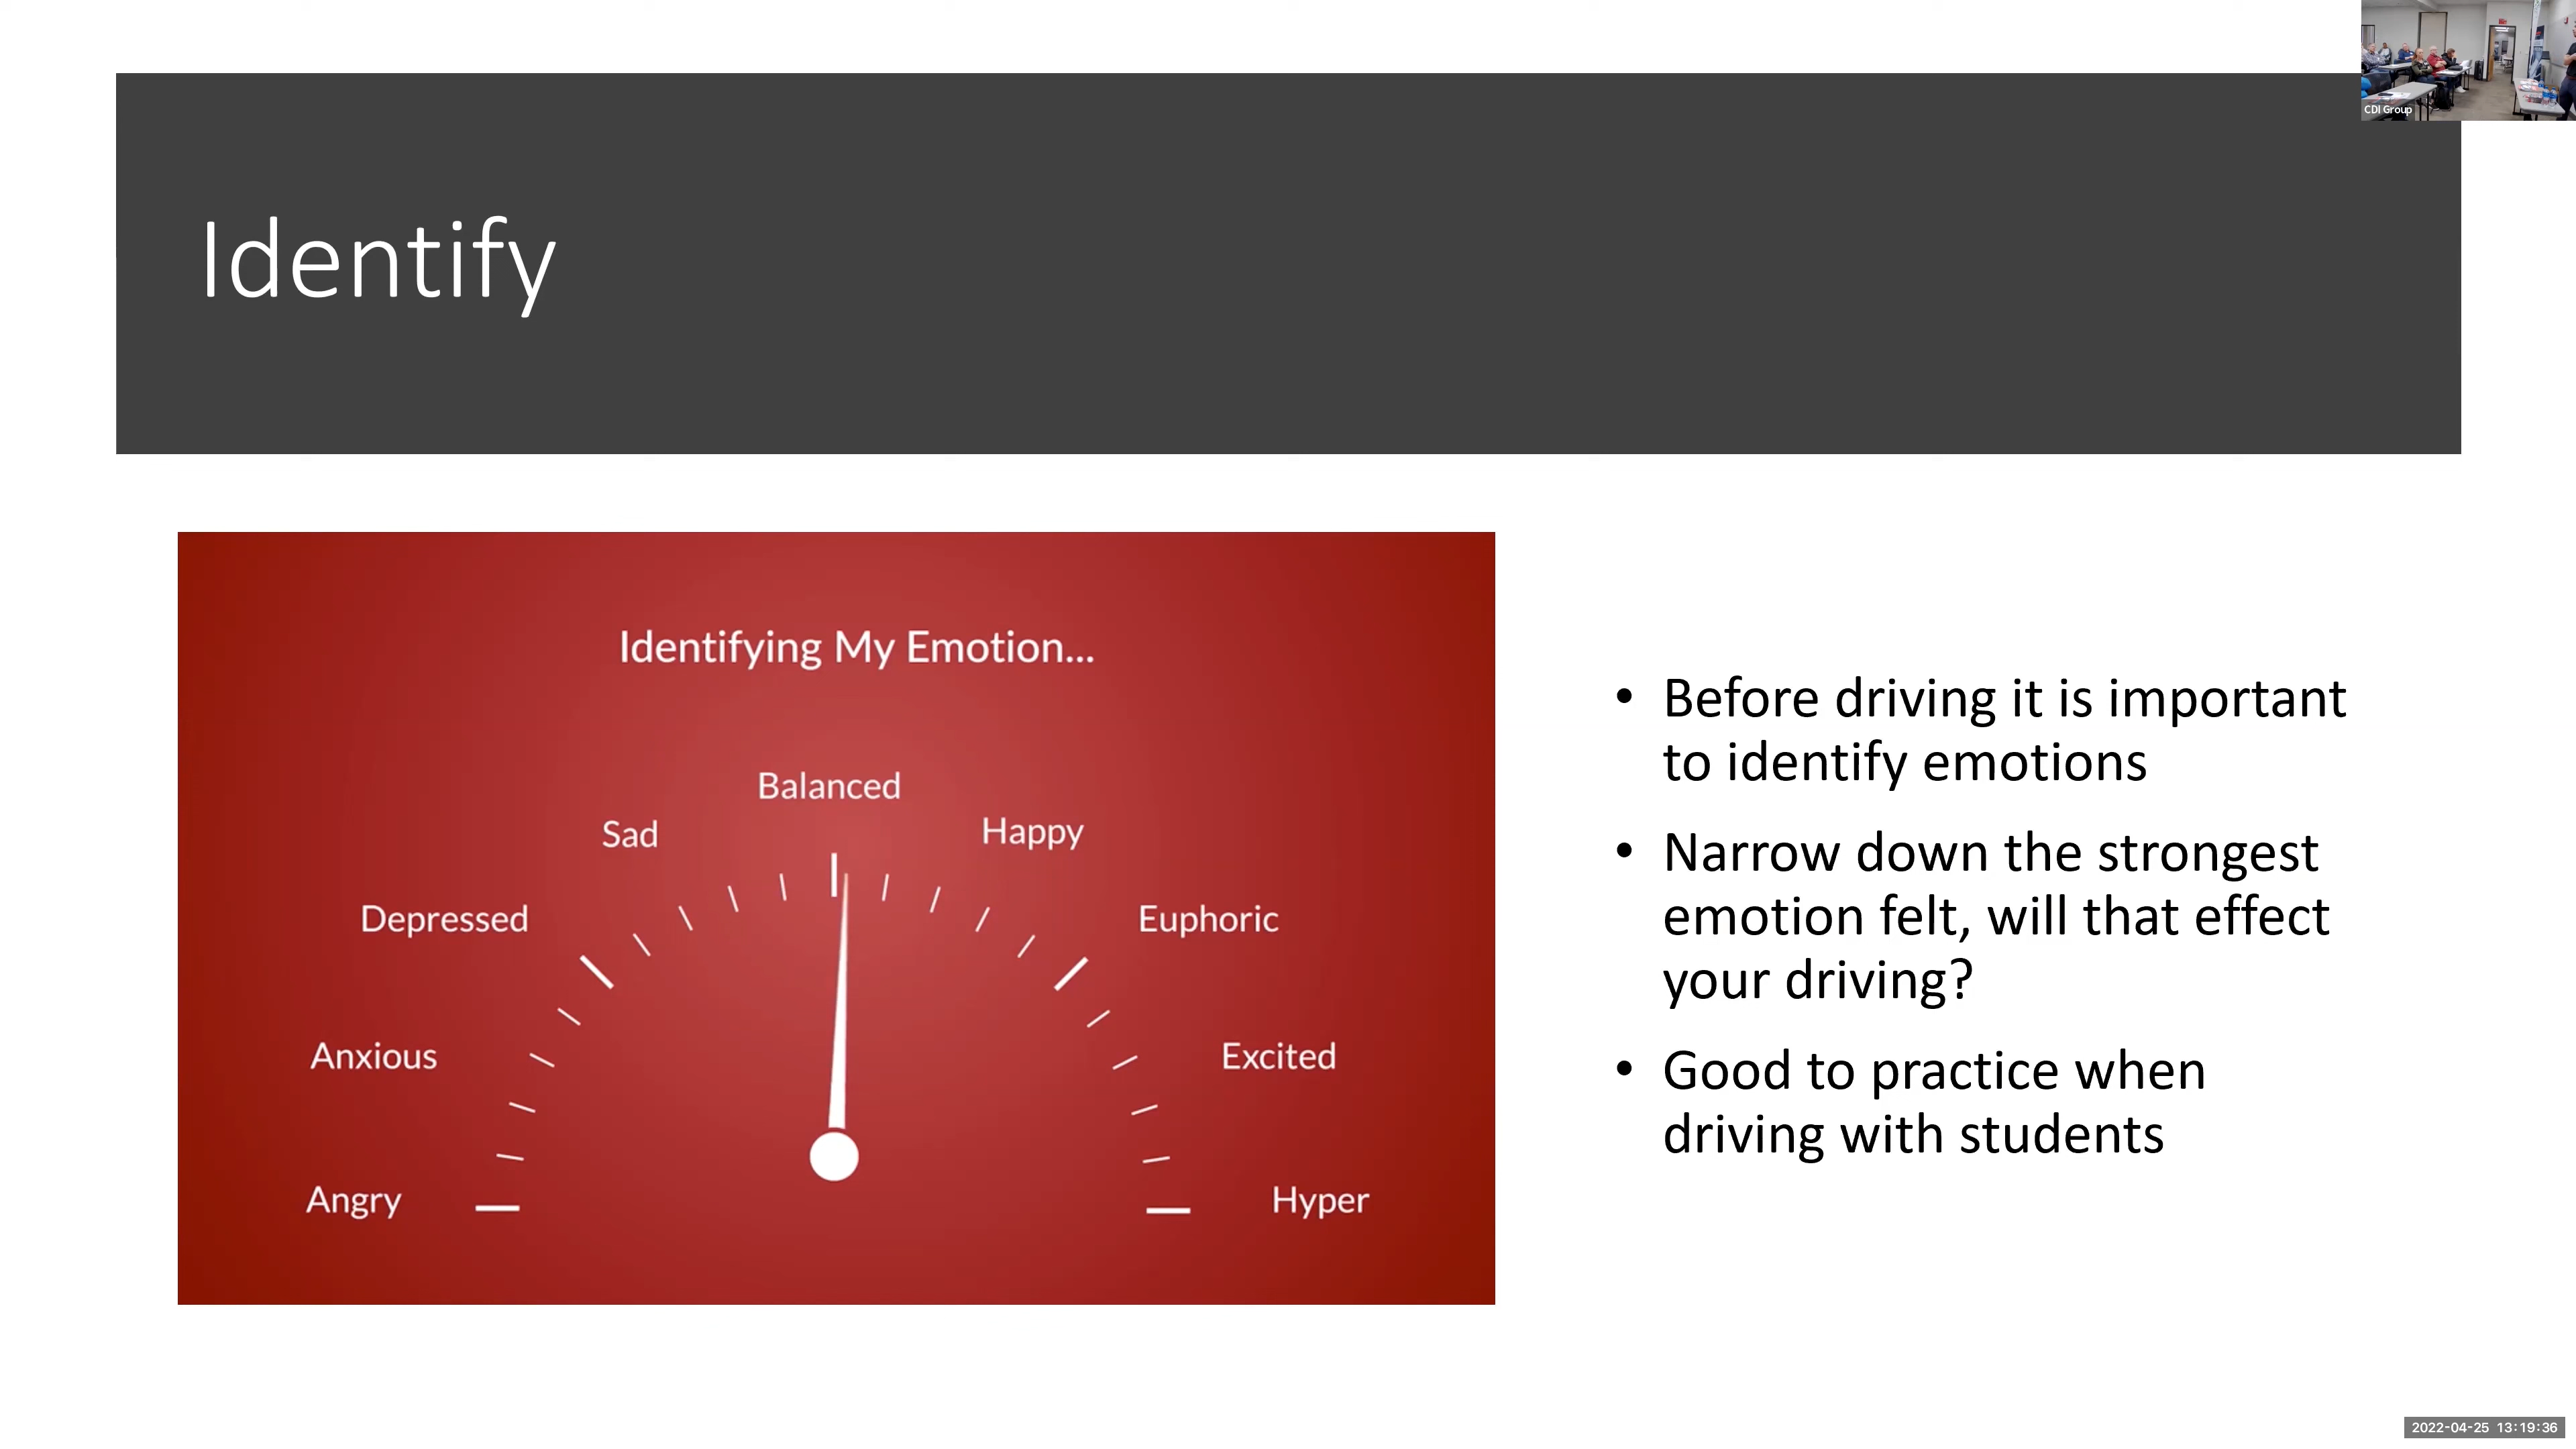 CDI Group
Identify
Identifying My Emotion...
Balanced
Sad
Happy
Depressed
Euphoric
Anxious
Excited
Angry
Hyper
• Before driving it is important
to identify emotions
• Narrow down the strongest
emotion felt, will that effect
your driving?
• Good to practice when
driving with students
2022-04-25 13:19:36